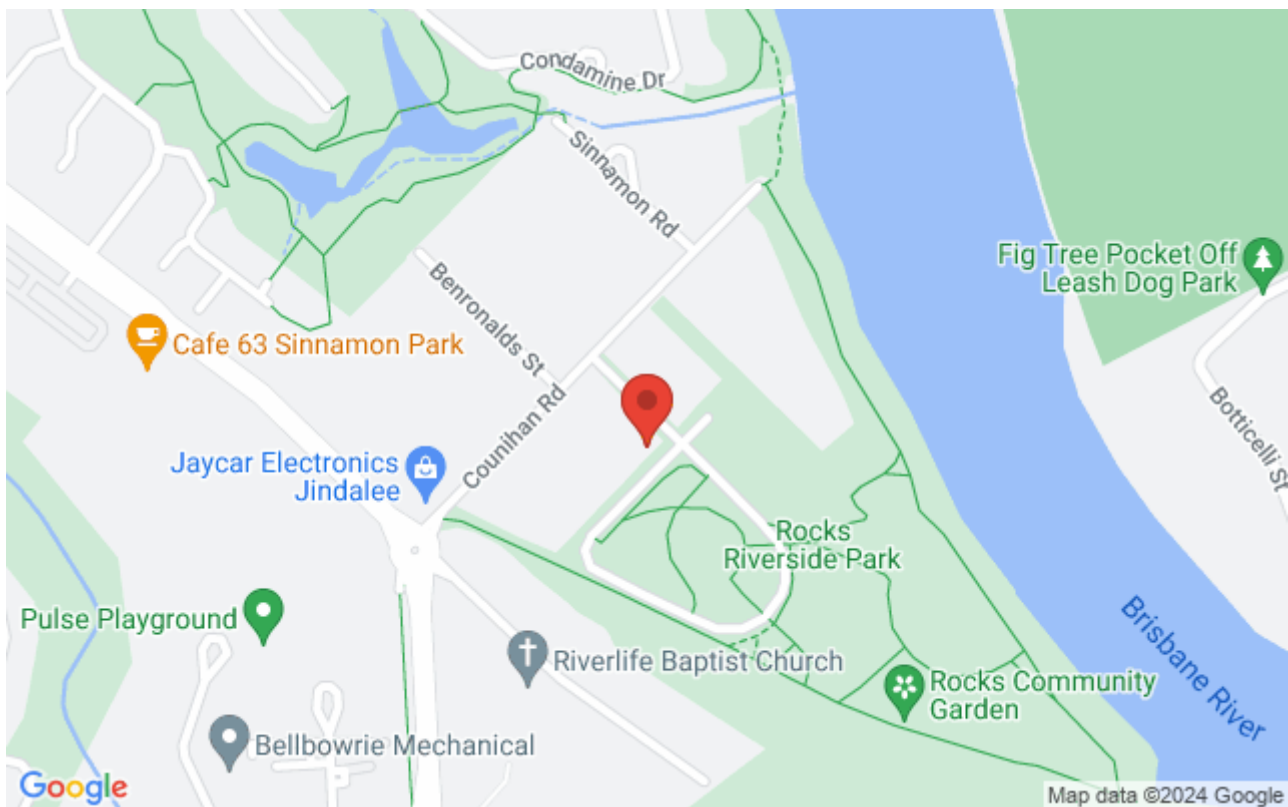 Condamine Dr
Sinnamon Rd
Fig Tree Pocket Off
Leash Dog Park
Benronalds St
Cafe 63 Sinnamon Park
Counihan Rd
Botticelli St
Jaycar Electronics
Jindalee
Rocks
Riverside Park
Pulse Playground
Brisbane River
Riverlife Baptist Church
Rocks Community
Garden
Bellbowrie Mechanical
Google
Map data ©2024 Google